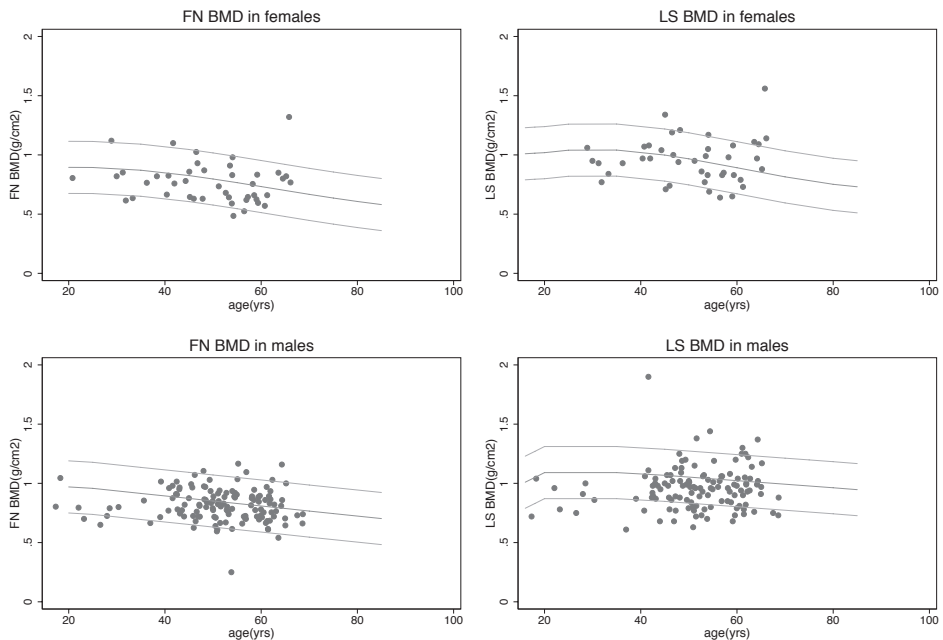 FN BMD in females
2
1.5
1
.5
0
FN BMD(g/cm2)
20 40 60 80 100
age(yrs)
LS BMD in females
2
1.5
1
.5
0
LS BMD(g/cm2)
20 40 60 80 100
age(yrs)
FN BMD in males
2
1.5
1
.5
0
FN BMD(g/cm2)
20 40 60 80 100
age(yrs)
LS BMD in males
2
1.5
1
.5
0
LS BMD(g/cm2)
20 40 60 80 100
age(yrs)